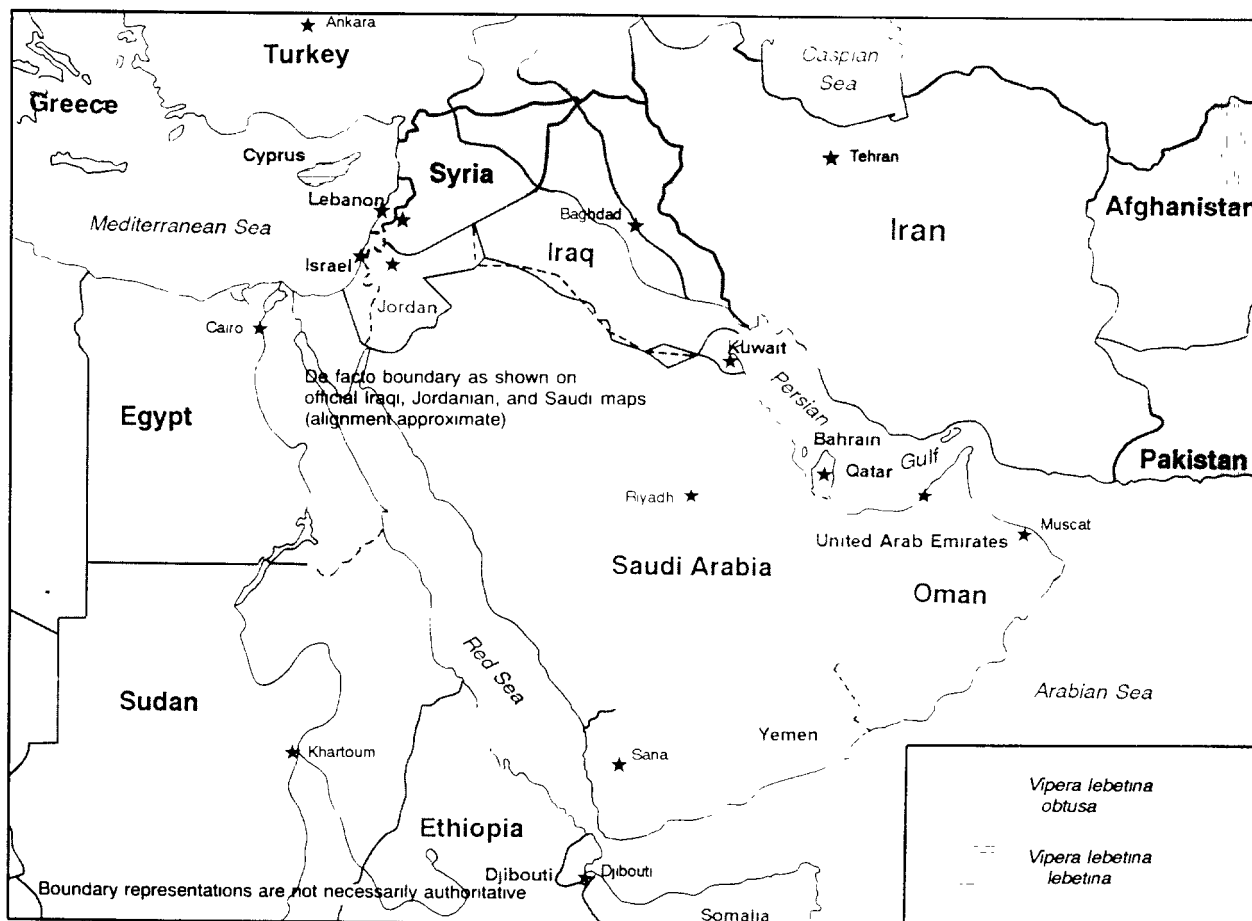 Ankara
Turkey
Caspian
Sea
Greece
Cyprus
Tehran
Syria
Lebanon
Afghanistan
Mediterranean Sea
Baghdad
Iran
Iraq
Israel
Jordan
Cairo
Kuwait
De facto boundary as shown on
official Iraqi, Jordanian, and Saudi maps
(alignment approximate)
Persian
Gulf
Egypt
Bahrain
Qatar
Pakistan
Riyadh
Muscat
United Arab Emirates
Saudi Arabia
Oman
Red Sea
Arabian Sea
Sudan
Yemen
Khartoum
Sana
Ethiopia
Djibouti
Djibouti
Somalia
Boundary representations are not necessarily authoritative
Vipera lebetina
obtusa
Vipera lebetina
lebetina